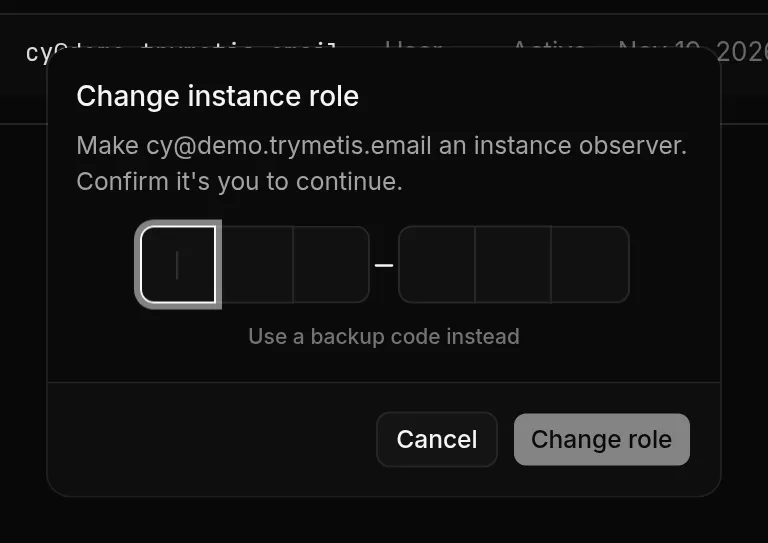 Change instance role
Make cy@demo.trymetis.email an instance observer.
Confirm it's you to continue.
–
Use a backup code instead
Cancel
Change role